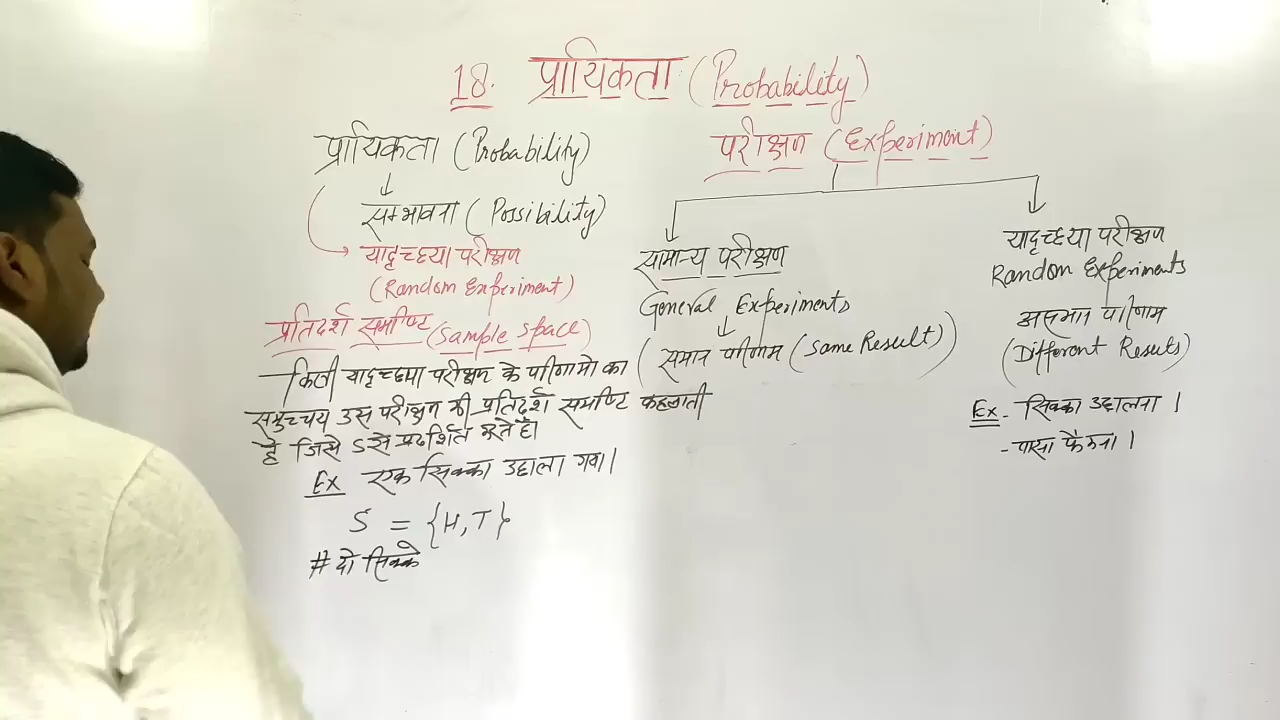 18. प्रायिकता (Probability)
प्रायिकता (Probability)
↓
सम्भावना (Possibility)
→ यादृच्छया परीक्षण
(Random Experiment)
प्रतिदर्श समष्टि (Sample space)
किसी यादृच्छया परीक्षण के परिणामो का
समुच्चय उस परीक्षण की प्रतिदर्श समष्टि कहलाती
है जिसे S से प्रदर्शित करते है।
Ex एक सिक्का उछाला गया।
S = {H, T}
# दो सिक्के
परीक्षण (Experiment)
सामान्य परीक्षण
General Experiments
↓
(समान परिणाम (Same Result))
यादृच्छया परीक्षण
Random Experiments
असमान परिणाम
(Different Results)
Ex - सिक्का उछालना ।
- पासा फेंकना ।